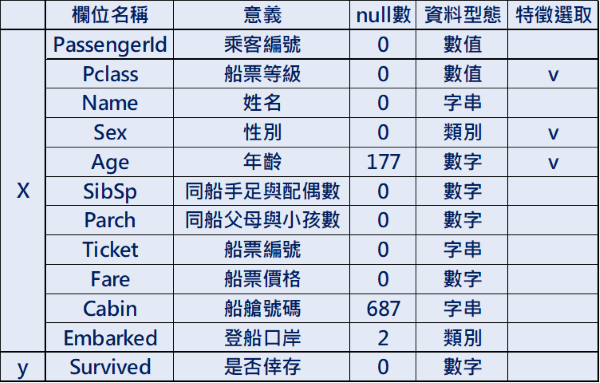 欄位名稱 意義 null數 資料型態 特徵選取
PassengerId 乘客編號 0 數值
Pclass 船票等級 0 數值 v
Name 姓名 0 字串
Sex 性別 0 類別 v
Age 年齡 177 數字 v
X SibSp 同船手足與配偶數 0 數字
Parch 同船父母與小孩數 0 數字
Ticket 船票編號 0 字串
Fare 船票價格 0 數字
Cabin 船艙號碼 687 字串
Embarked 登船口岸 2 類別
y Survived 是否倖存 0 數字